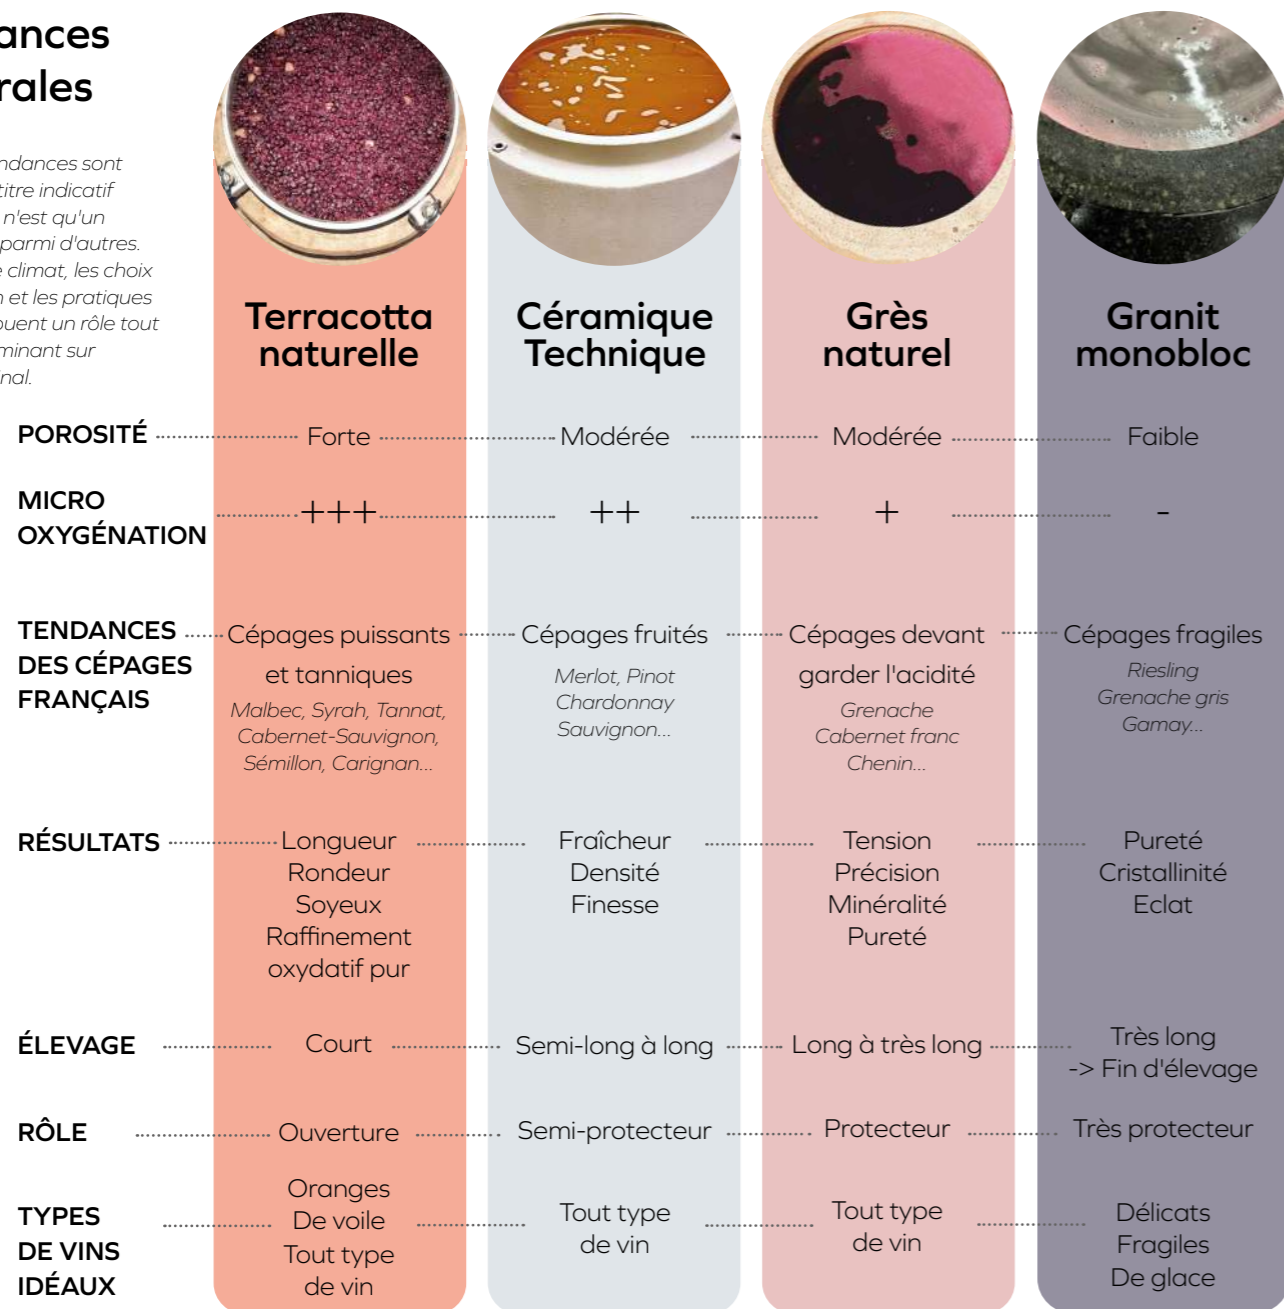 ances
rales
ndances sont
titre indicatif
n'est qu'un
parmi d'autres.
e climat, les choix
n et les pratiques
ouent un rôle tout
minant sur
inal.
Terracotta
naturelle
Céramique
Technique
Grès
naturel
Granit
monobloc
POROSITÉ
Forte
Modérée
Modérée
Faible
MICRO
OXYGÉNATION
+++
++
+
-
TENDANCES
DES CÉPAGES
FRANÇAIS
Cépages puissants
et tanniques
Malbec, Syrah, Tannat,
Cabernet-Sauvignon,
Sémillon, Carignan...
Cépages fruités
Merlot, Pinot
Chardonnay
Sauvignon...
Cépages devant
garder l'acidité
Grenache
Cabernet franc
Chenin...
Cépages fragiles
Riesling
Grenache gris
Gamay...
RÉSULTATS
Longueur
Rondeur
Soyeux
Raffinement
oxydatif pur
Fraîcheur
Densité
Finesse
Tension
Précision
Minéralité
Pureté
Pureté
Cristallinité
Eclat
ÉLEVAGE
Court
Semi-long à long
Long à très long
Très long
-> Fin d'élevage
RÔLE
Ouverture
Semi-protecteur
Protecteur
Très protecteur
TYPES
DE VINS
IDÉAUX
Oranges
De voile
Tout type
de vin
Tout type
de vin
Tout type
de vin
Délicats
Fragiles
De glace